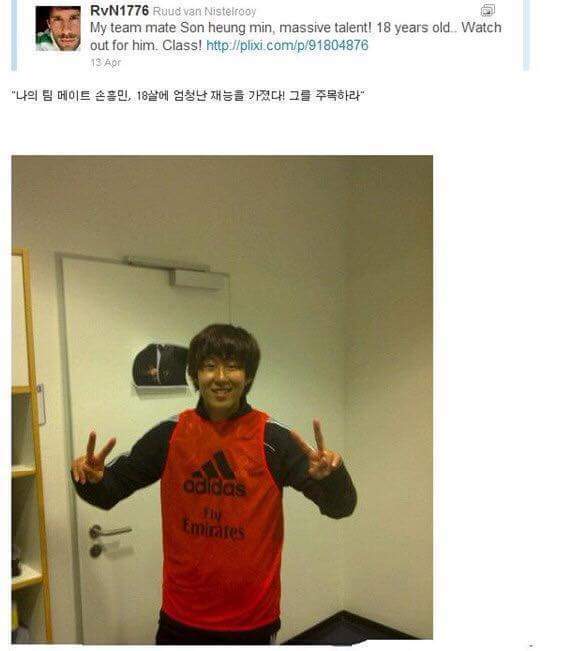 RvN1776 Ruud van Nistelrooy
My team mate Son heung min, massive talent! 18 years old.. Watch
out for him. Class! http://plixi.com/p/91804876
13 Apr
"나의 팀 메이트 손흥민, 18살에 엄청난 재능을 가졌다! 그를 주목하라"
adidas
Fly
Emirates